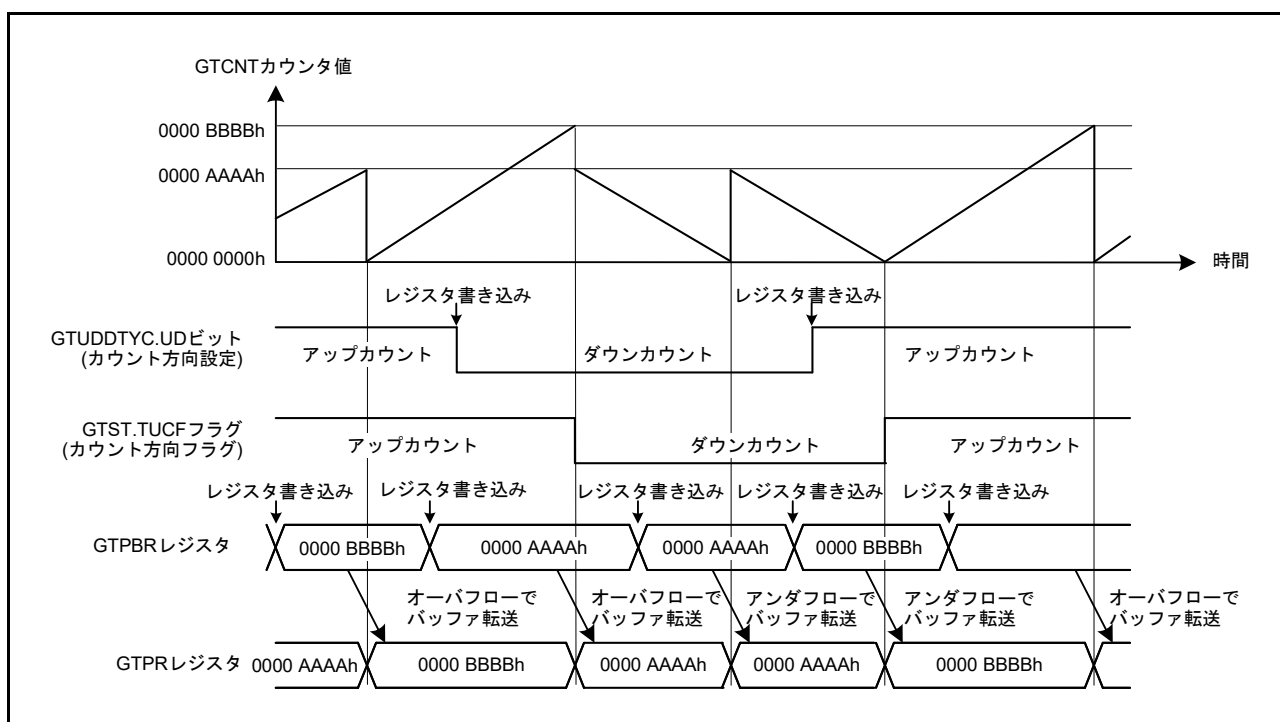 GTCNTカウンタ値
0000 BBBBh
0000 AAAAh
0000 0000h
時間
レジスタ書き込み
レジスタ書き込み
GTUDDTYC.UDビット
(カウント方向設定)
アップカウント
ダウンカウント
アップカウント
GTST.TUCFフラグ
(カウント方向フラグ)
アップカウント
ダウンカウント
アップカウント
レジスタ書き込み
レジスタ書き込み
レジスタ書き込み
レジスタ書き込み
レジスタ書き込み
GTPBRレジスタ
0000 BBBBh
0000 AAAAh
0000 AAAAh
0000 BBBBh
オーバフローで
バッファ転送
オーバフローで
バッファ転送
アンダフローで
バッファ転送
アンダフローで
バッファ転送
オーバフローで
バッファ転送
GTPRレジスタ
0000 AAAAh
0000 BBBBh
0000 AAAAh
0000 AAAAh
0000 BBBBh